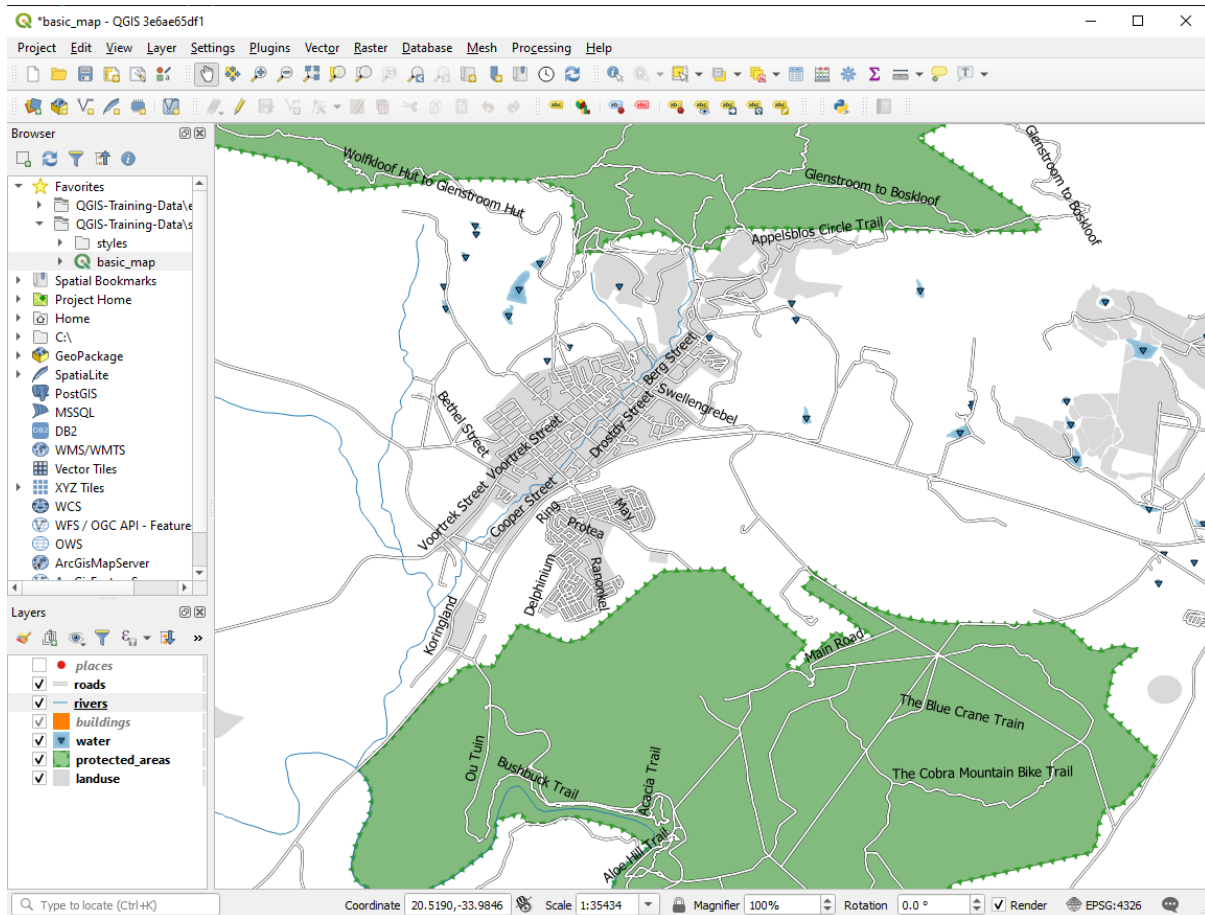 *basic_map - QGIS 3e6ae65df1
Project Edit View Layer Settings Plugins Vector Raster Database Mesh Processing Help
Browser
Favorites
QGIS-Training-Data\e
QGIS-Training-Data\s
styles
basic_map
Spatial Bookmarks
Project Home
Home
C:\
GeoPackage
SpatiaLite
PostGIS
MSSQL
DB2
WMS/WMTS
Vector Tiles
XYZ Tiles
WCS
WFS / OGC API - Feature
OWS
ArcGisMapServer
Layers
places
roads
rivers
buildings
water
protected_areas
landuse
Wolfkloof Hut to Glenstroom Hut
Glenstroom to Boskloof
Glenstroom to Boskloof
Appelsblos Circle Trail
Berg Street
Swellengrebel
Bethel Street
Drostdy Street
Voortrek Street
Voortrek Street
Cooper Street
Ring
May
Protea
Delphinium
Ranonkel
Koringland
Main Road
The Blue Crane Train
The Cobra Mountain Bike Trail
Ou Tuin
Bushbuck Trail
Acacia Trail
Aloe Hill Trail
Type to locate (Ctrl+K) Coordinate 20.5190,-33.9846 Scale 1:35434 Magnifier 100% Rotation 0.0 ° Render EPSG:4326